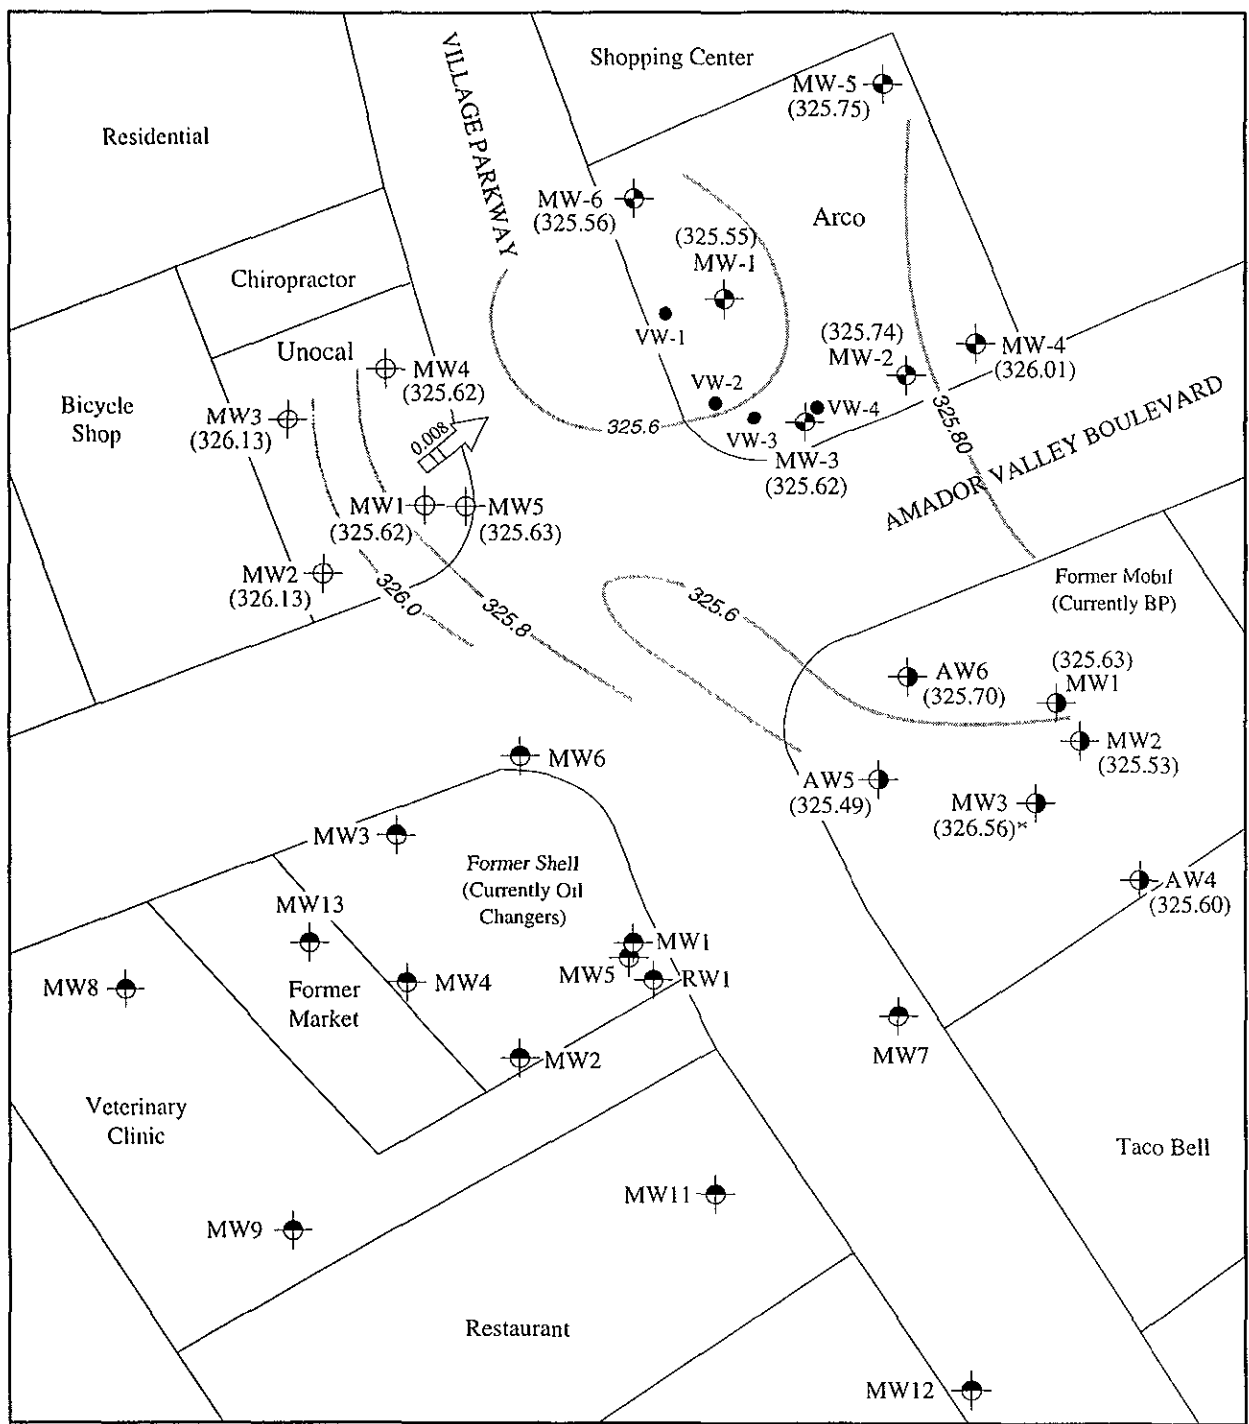 Shopping Center
VILLAGE PARKWAY
MW-5
(325.75)
Residential
MW-6
(325.56)
Arco
(325.55)
MW-1
Chiropractor
VW-1
(325.74)
MW-2
MW-4
(326.01)
Unocal
MW4
(325.62)
VW-2
Bicycle
Shop
MW3
(326.13)
0.008
325.6
VW-3
VW-4
325.80
AMADOR VALLEY BOULEVARD
MW-3
(325.62)
MW1
(325.62)
MW5
(325.63)
MW2
(326.13)
326.0
325.8
325.6
Former Mobil
(Currently BP)
(325.63)
MW1
AW6
(325.70)
MW2
(325.53)
MW6
AW5
(325.49)
MW3
(326.56)*
MW3
Former Shell
(Currently Oil
Changers)
AW4
(325.60)
MW13
MW1
MW5
RW1
MW8
MW4
Former
Market
MW7
MW2
Veterinary
Clinic
Taco Bell
MW11
MW9
Restaurant
MW12